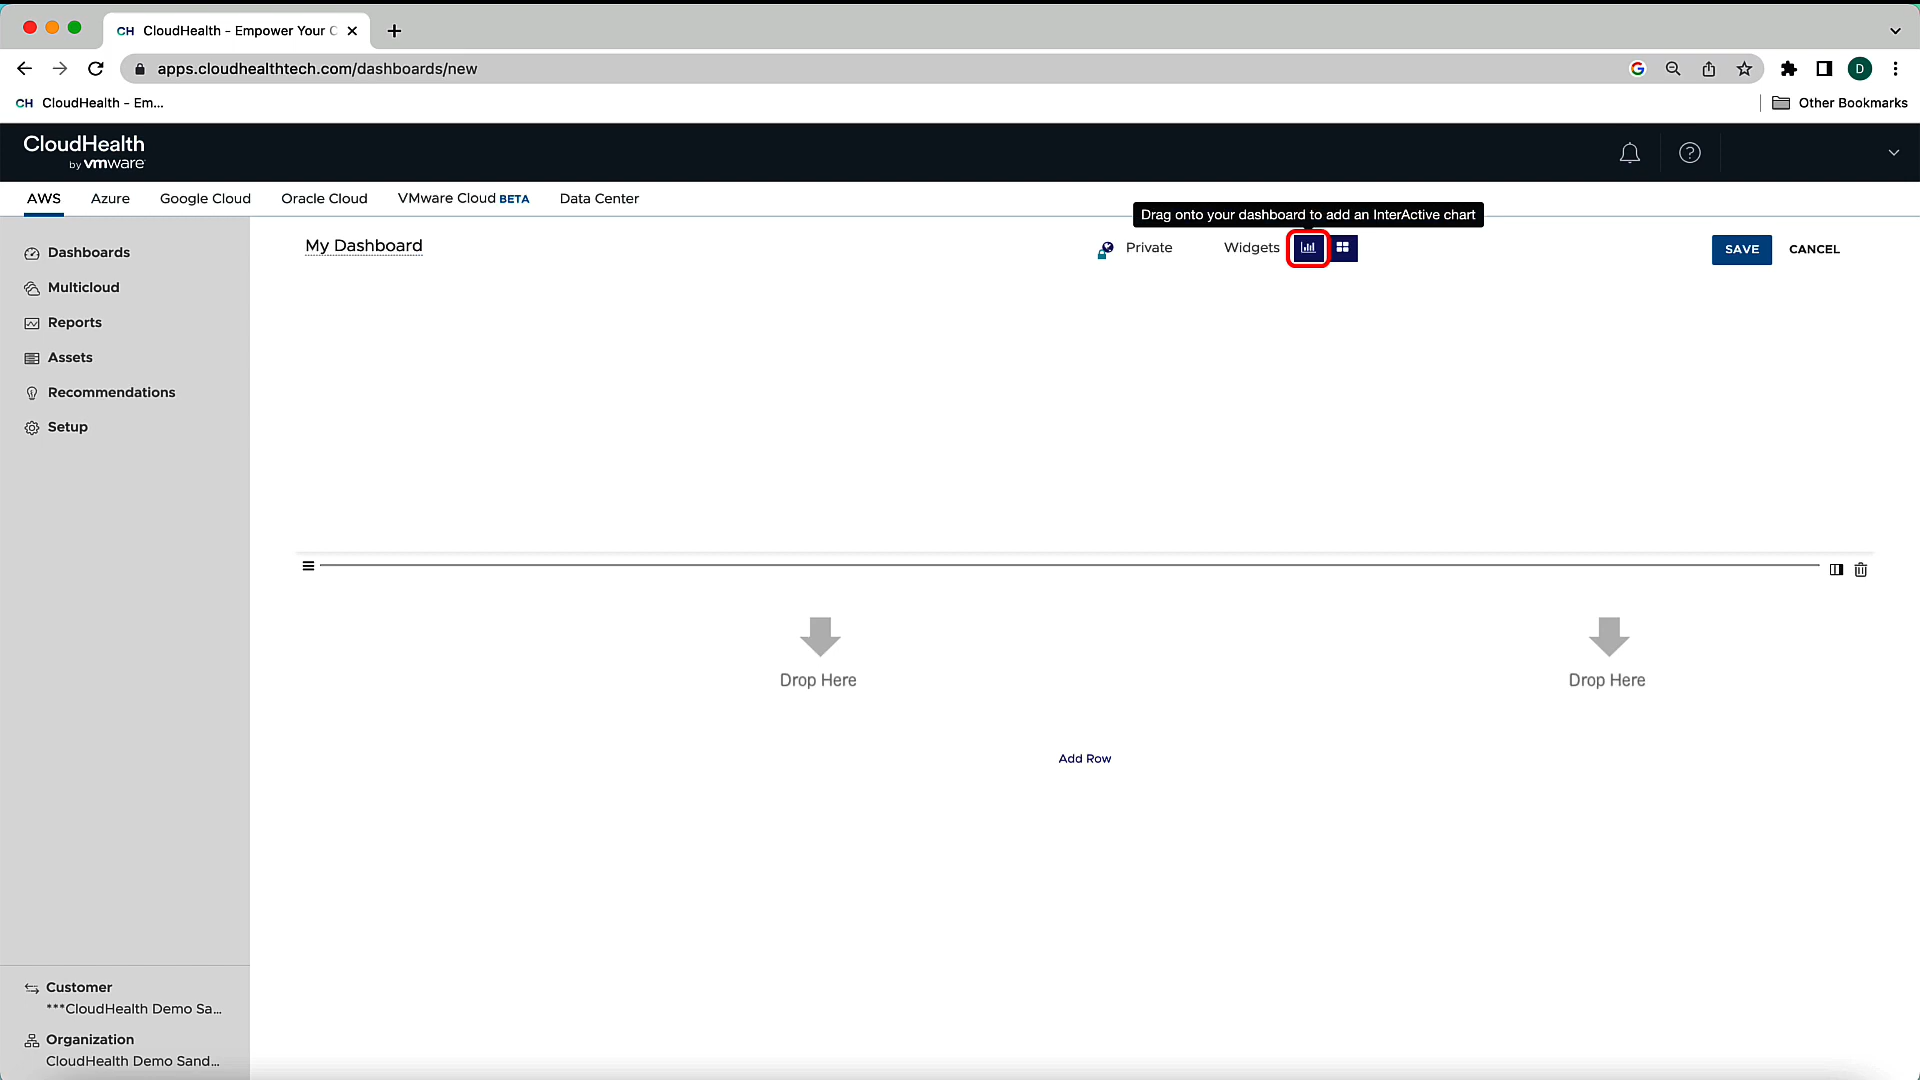 CH CloudHealth - Empower Your C
apps.cloudhealthtech.com/dashboards/new
D
CH CloudHealth - Em...
Other Bookmarks
CloudHealth
by vmware
AWS Azure Google Cloud Oracle Cloud VMware Cloud BETA Data Center
Drag onto your dashboard to add an InterActive chart
My Dashboard
Private
Widgets
SAVE
CANCEL
Dashboards
Multicloud
Reports
Assets
Recommendations
Setup
Drop Here
Drop Here
Add Row
Customer
***CloudHealth Demo Sa...
Organization
CloudHealth Demo Sand...